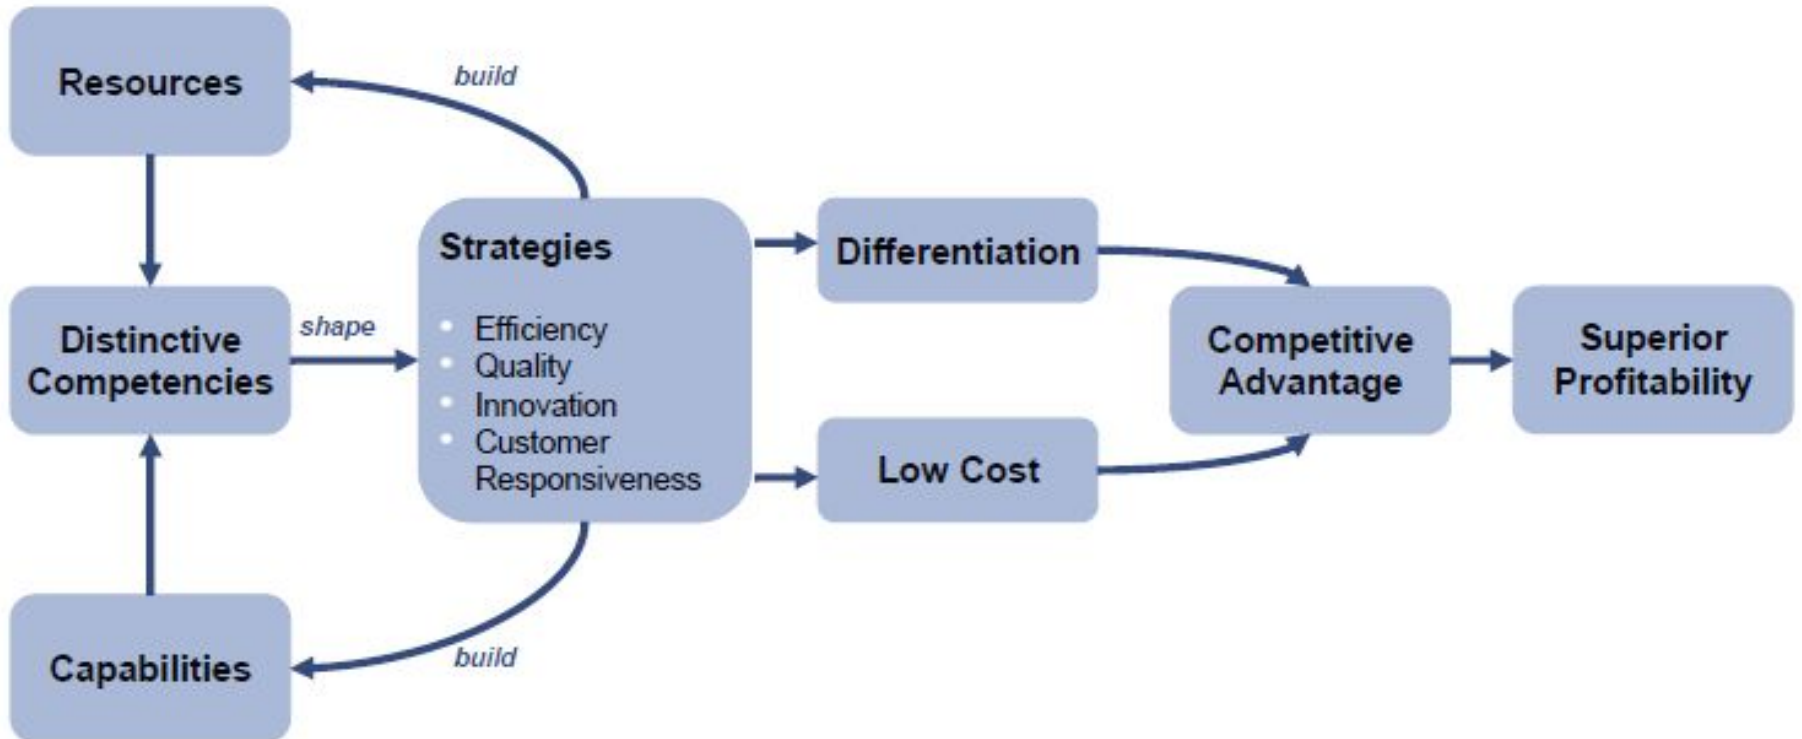 Resources
build
Strategies
Efficiency
Quality
Innovation
Customer
Responsiveness
Distinctive
Competencies
shape
Capabilities
build
Differentiation
Low Cost
Competitive
Advantage
Superior
Profitability